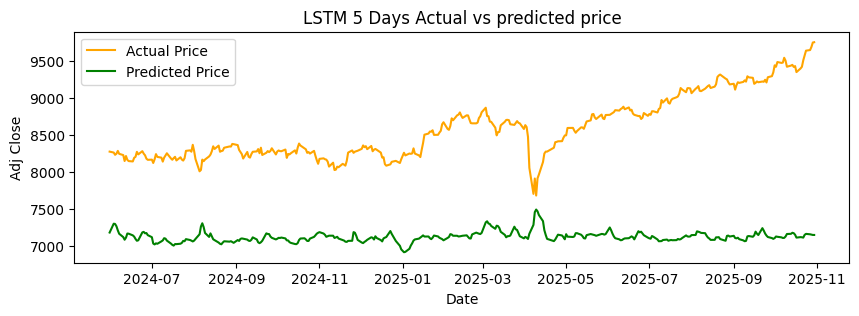 LSTM 5 Days Actual vs predicted price
Actual Price
Predicted Price
Adj Close
9500
9000
8500
8000
7500
7000
2024-07 2024-09 2024-11 2025-01 2025-03 2025-05 2025-07 2025-09 2025-11
Date